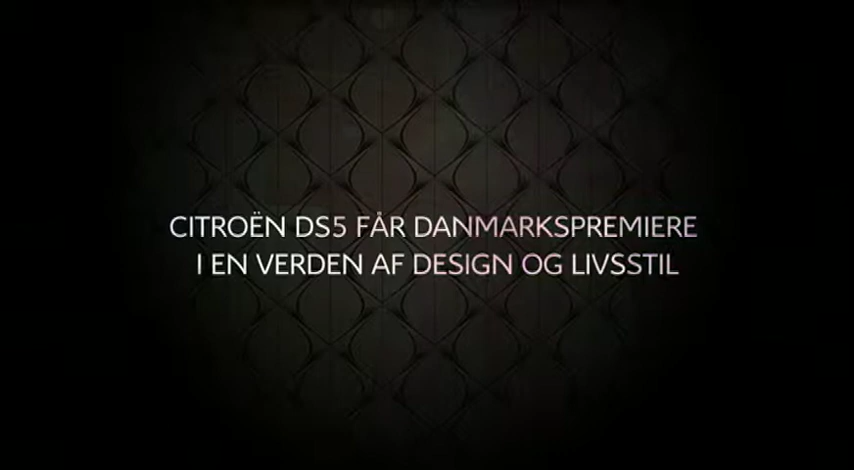 CITROËN DS5 FÅR DANMARKSPREMIERE
I EN VERDEN AF DESIGN OG LIVSSTIL